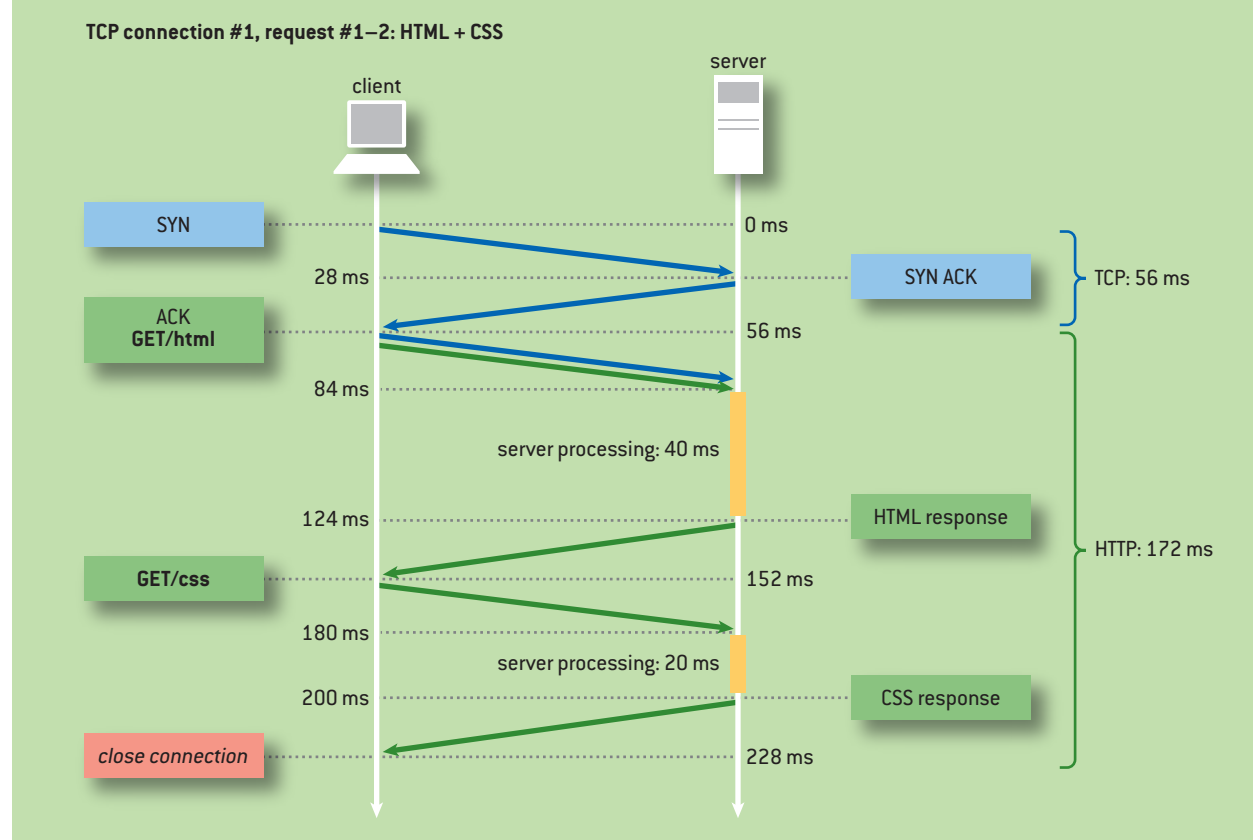 TCP connection #1, request #1–2: HTML + CSS
client
server
SYN
0 ms
28 ms
SYN ACK
TCP: 56 ms
ACK
GET/html
56 ms
84 ms
server processing: 40 ms
124 ms
HTML response
HTTP: 172 ms
GET/css
152 ms
180 ms
server processing: 20 ms
200 ms
CSS response
close connection
228 ms